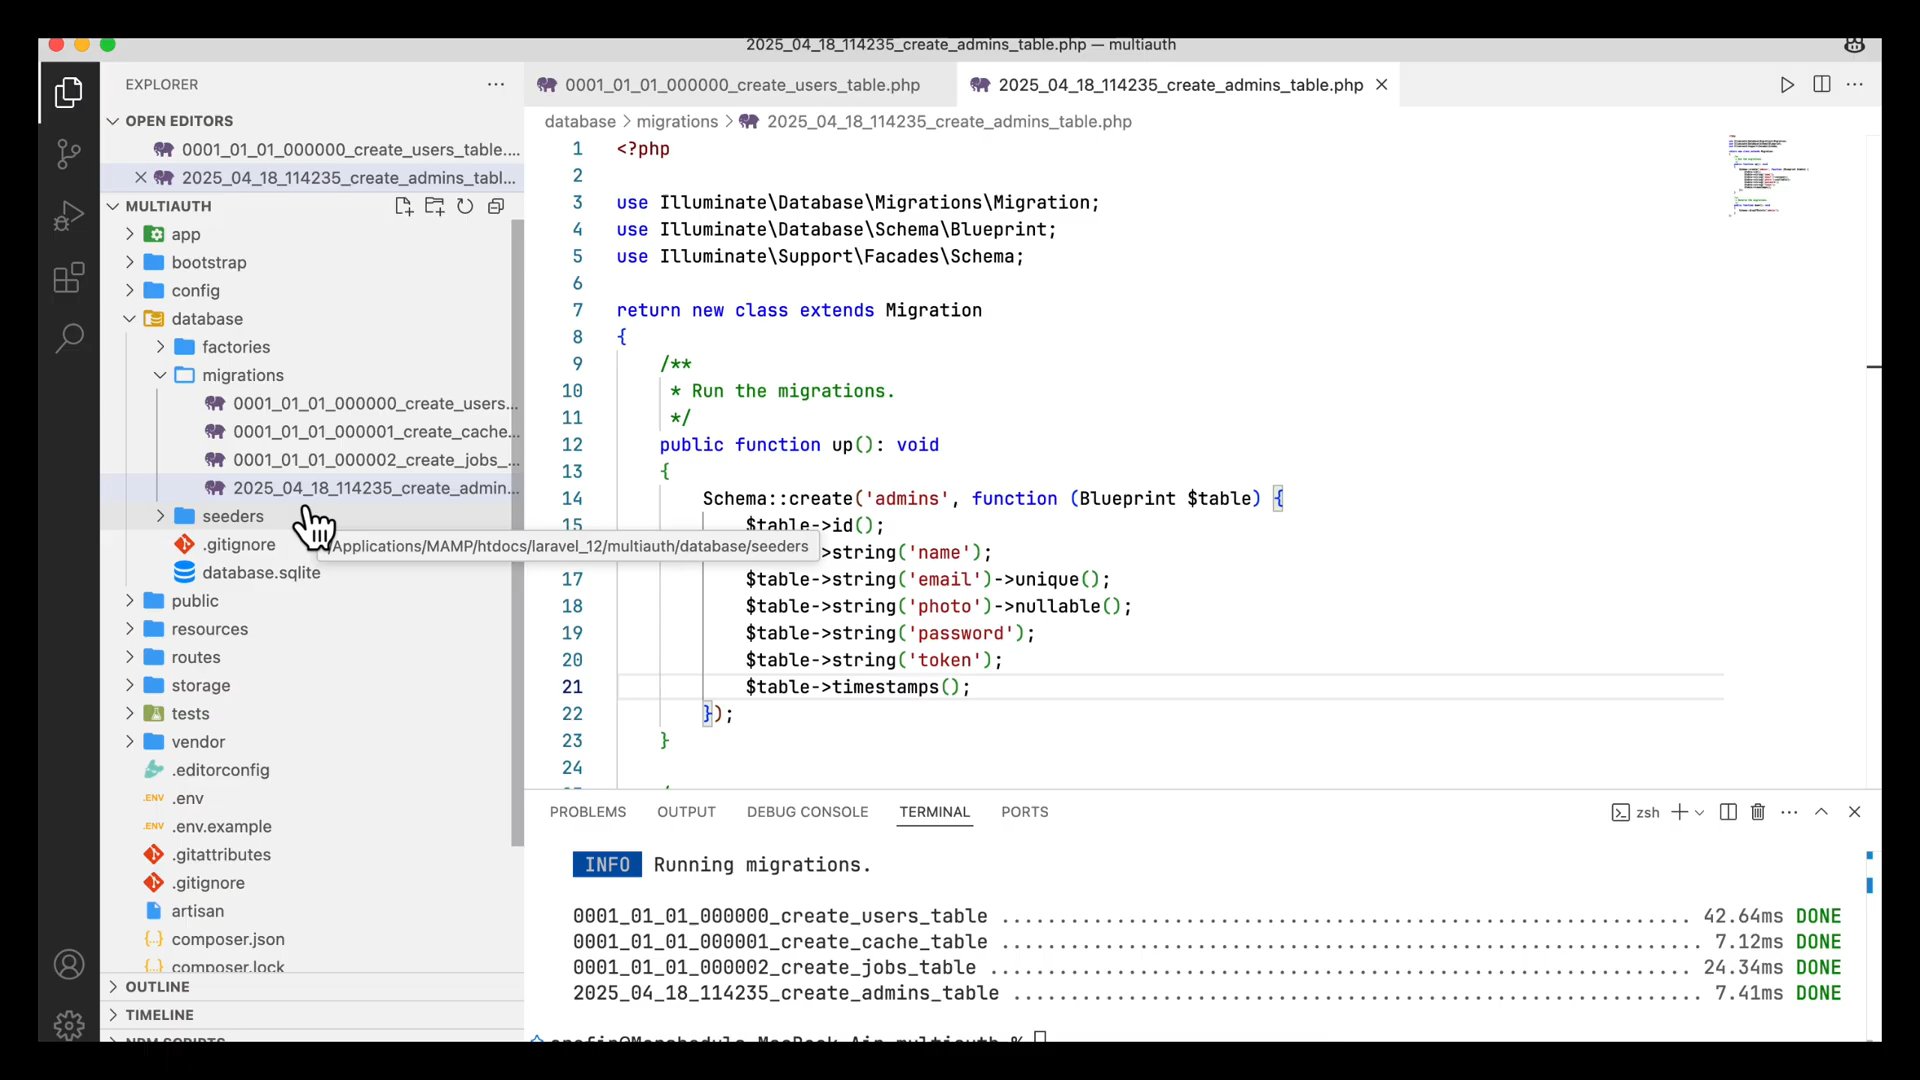 2025_04_18_114235_create_admins_table.php — multiauth
EXPLORER
OPEN EDITORS
0001_01_01_000000_create_users_table....
2025_04_18_114235_create_admins_tabl...
MULTIAUTH
app
bootstrap
config
database
factories
migrations
0001_01_01_000000_create_users...
0001_01_01_000001_create_cache...
0001_01_01_000002_create_jobs_...
2025_04_18_114235_create_admin...
seeders
.gitignore
database.sqlite
public
resources
routes
storage
tests
vendor
.editorconfig
.ENV .env
.ENV .env.example
.gitattributes
.gitignore
artisan
{..} composer.json
{..} composer.lock
OUTLINE
TIMELINE
NPM SCRIPTS
0001_01_01_000000_create_users_table.php
2025_04_18_114235_create_admins_table.php
database > migrations > 2025_04_18_114235_create_admins_table.php
1 <?php
2
3 use Illuminate\Database\Migrations\Migration;
4 use Illuminate\Database\Schema\Blueprint;
5 use Illuminate\Support\Facades\Schema;
6
7 return new class extends Migration
8 {
9 /**
10 * Run the migrations.
11 */
12 public function up(): void
13 {
14 Schema::create('admins', function (Blueprint $table) {
15 $table->id();
>string('name');
17 $table->string('email')->unique();
18 $table->string('photo')->nullable();
19 $table->string('password');
20 $table->string('token');
21 $table->timestamps();
22 });
23 }
24
/Applications/MAMP/htdocs/laravel_12/multiauth/database/seeders
PROBLEMS OUTPUT DEBUG CONSOLE TERMINAL PORTS
zsh
INFO Running migrations.
0001_01_01_000000_create_users_table ................................................................ 42.64ms DONE
0001_01_01_000001_create_cache_table ................................................................. 7.12ms DONE
0001_01_01_000002_create_jobs_table ................................................................. 24.34ms DONE
2025_04_18_114235_create_admins_table ................................................................ 7.41ms DONE
MacBook-Air multiauth %